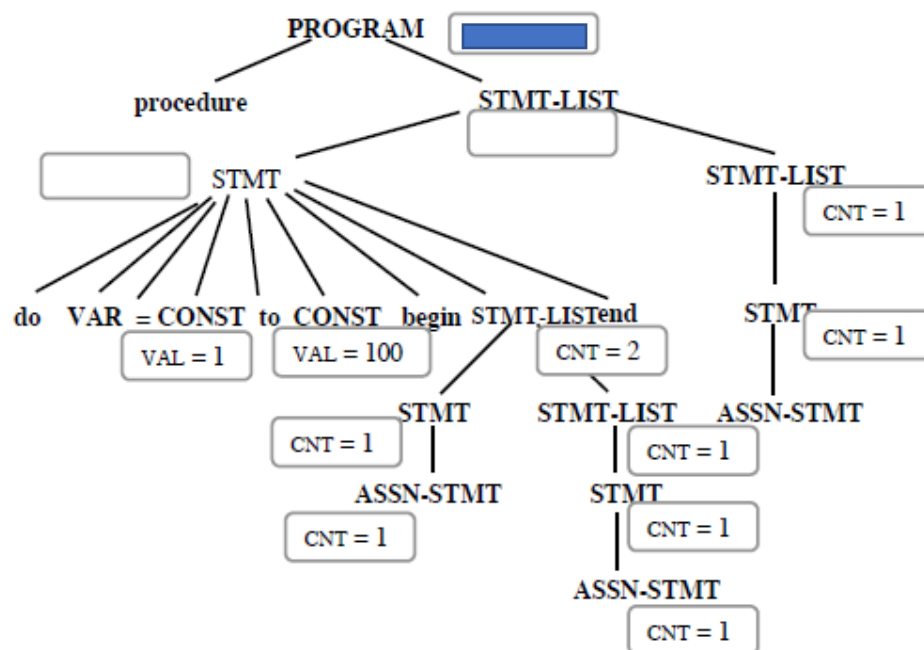 PROGRAM
procedure STMT-LIST
STMT STMT-LIST
CNT = 1
do VAR = CONST to CONST begin STMT-LIST end STMT
CNT = 1
VAL = 1 VAL = 100 CNT = 2
STMT STMT-LIST ASSN-STMT
CNT = 1 CNT = 1
ASSN-STMT STMT
CNT = 1 CNT = 1
ASSN-STMT
CNT = 1